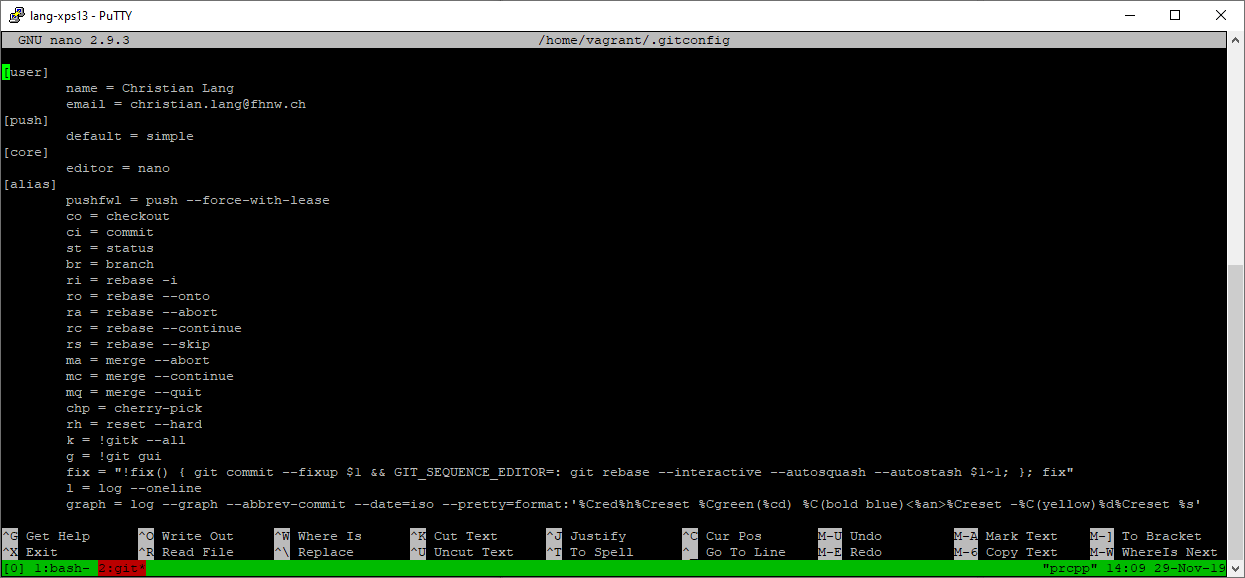 lang-xps13 - PuTTY
GNU nano 2.9.3 /home/vagrant/.gitconfig
[user]
name = Christian Lang
email = christian.lang@fhnw.ch
[push]
default = simple
[core]
editor = nano
[alias]
pushfwl = push --force-with-lease
co = checkout
ci = commit
st = status
br = branch
ri = rebase -i
ro = rebase --onto
ra = rebase --abort
rc = rebase --continue
rs = rebase --skip
ma = merge --abort
mc = merge --continue
mq = merge --quit
chp = cherry-pick
rh = reset --hard
k = !gitk --all
g = !git gui
fix = "!fix() { git commit --fixup $1 && GIT_SEQUENCE_EDITOR=: git rebase --interactive --autosquash --autostash $1~1; }; fix"
l = log --oneline
graph = log --graph --abbrev-commit --date=iso --pretty=format:'%Cred%h%Creset %Cgreen(%cd) %C(bold blue)<%an>%Creset -%C(yellow)%d%Creset %s'
^G Get Help ^O Write Out ^W Where Is ^K Cut Text ^J Justify ^C Cur Pos M-U Undo M-A Mark Text M-] To Bracket
^X Exit ^R Read File ^\ Replace ^U Uncut Text ^T To Spell ^_ Go To Line M-E Redo M-6 Copy Text M-W WhereIs Next
[0] 1:bash- 2:git* "prcpp" 14:09 29-Nov-19